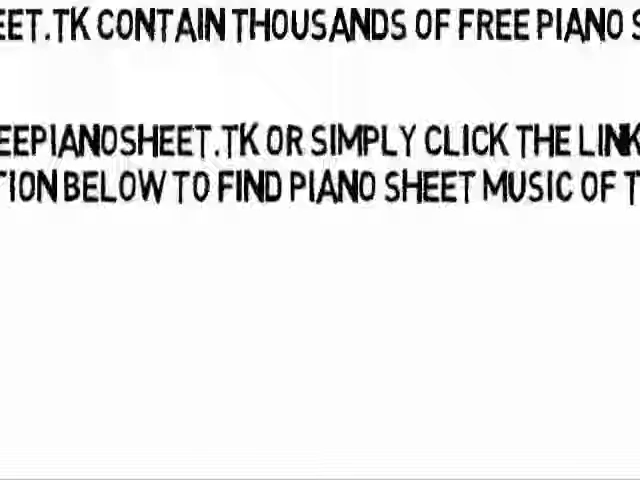 EET.TK CONTAIN THOUSANDS OF FREE PIANO S
EEPIANOSHEET.TK OR SIMPLY CLICK THE LINK
TION BELOW TO FIND PIANO SHEET MUSIC OF T